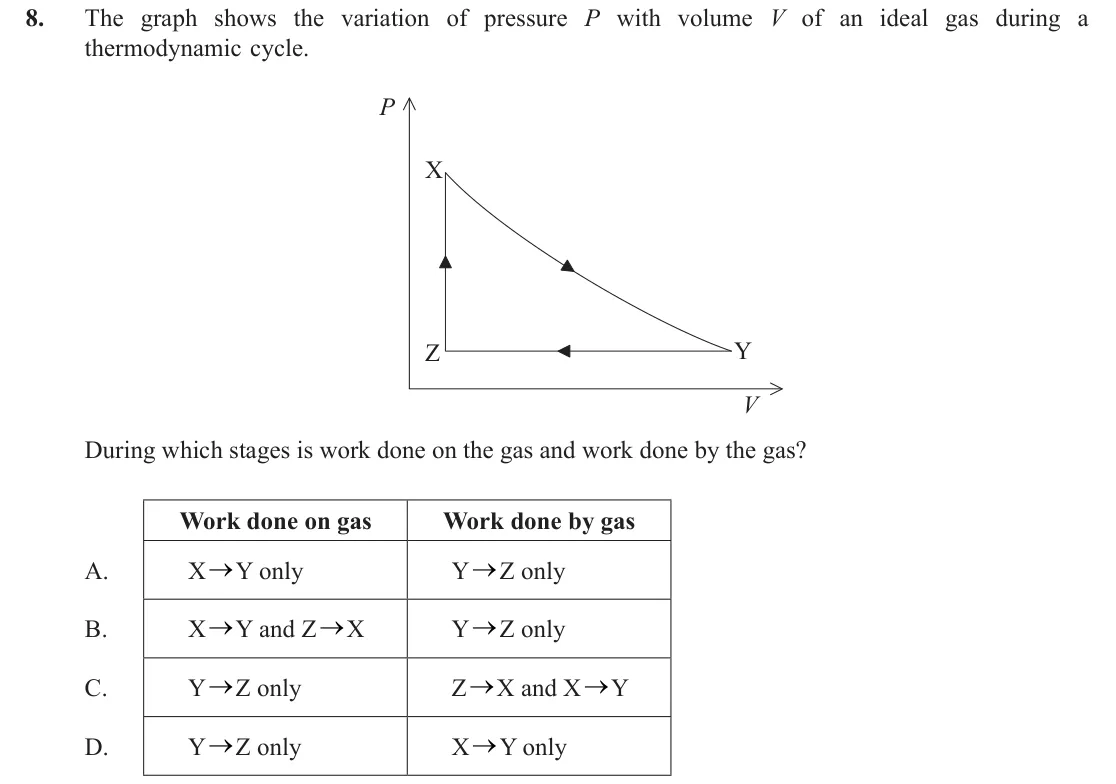 8. The graph shows the variation of pressure P with volume V of an ideal gas during a
thermodynamic cycle.
P
X
Z
Y
V
During which stages is work done on the gas and work done by the gas?
Work done on gas Work done by gas
A. X→Y only Y→Z only
B. X→Y and Z→X Y→Z only
C. Y→Z only Z→X and X→Y
D. Y→Z only X→Y only